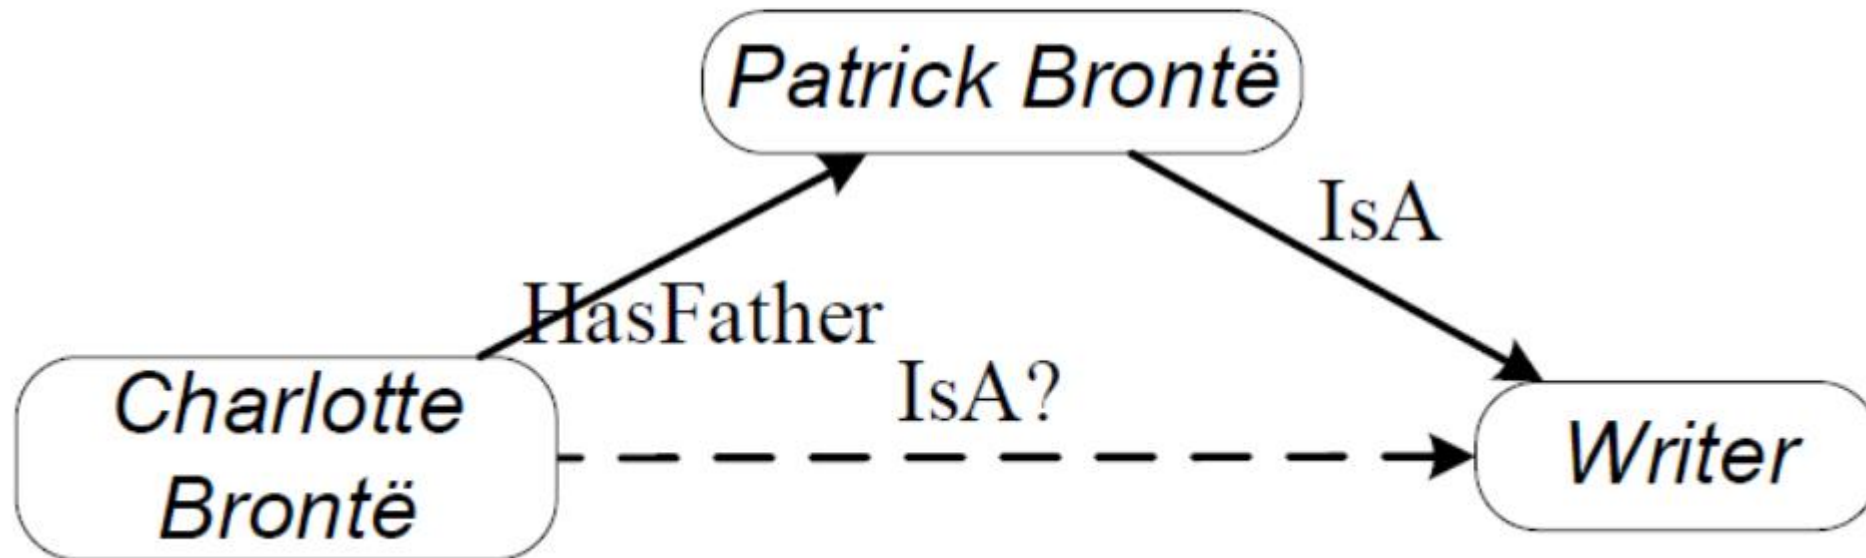 Patrick Brontë
IsA
HasFather
IsA?
Charlotte
Brontë
Writer